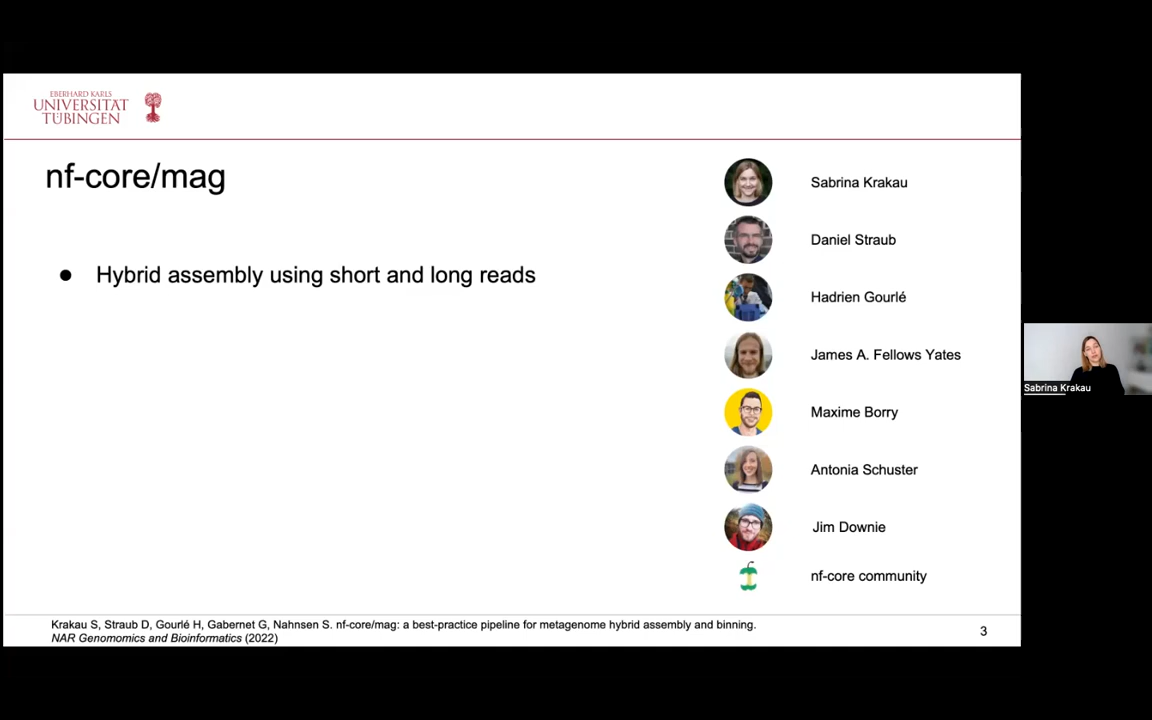 EBERHARD KARLS
UNIVERSITÄT
TÜBINGEN
nf-core/mag
● Hybrid assembly using short and long reads
Sabrina Krakau
Daniel Straub
Hadrien Gourlé
James A. Fellows Yates
Maxime Borry
Antonia Schuster
Jim Downie
nf-core community
Sabrina Krakau
Krakau S, Straub D, Gourlé H, Gabernet G, Nahnsen S. nf-core/mag: a best-practice pipeline for metagenome hybrid assembly and binning.
NAR Genomomics and Bioinformatics (2022)
3